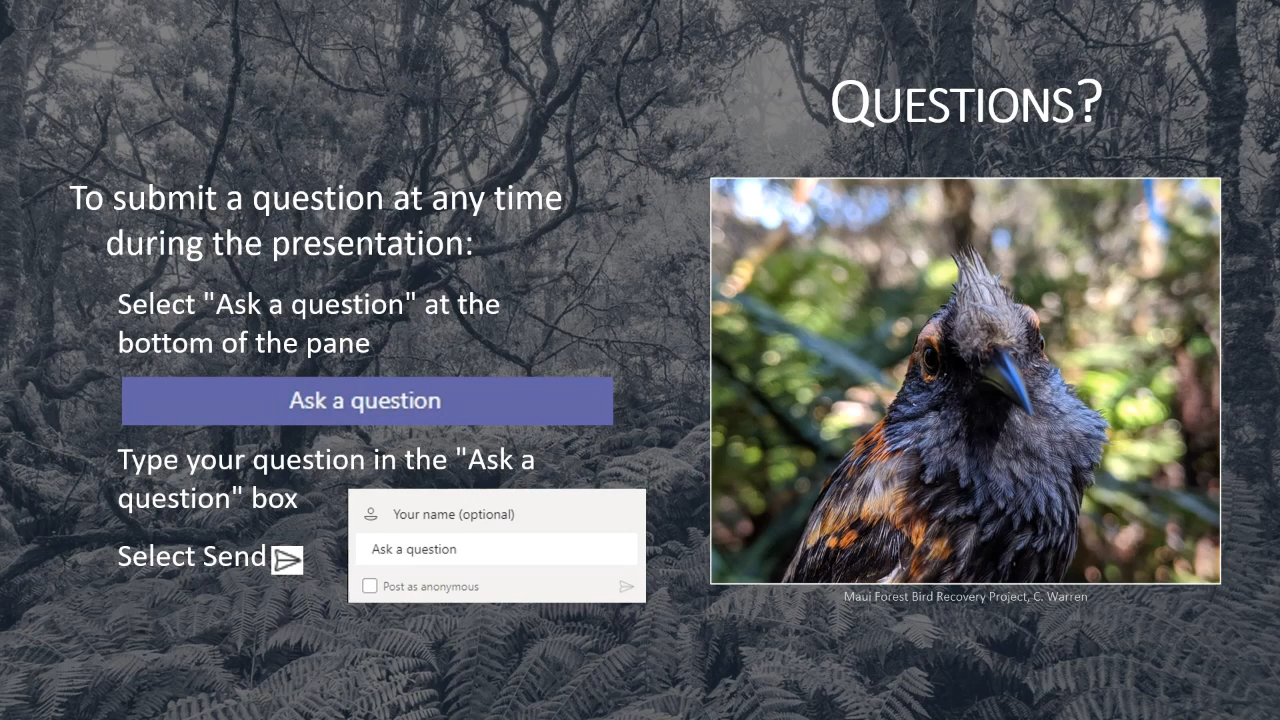 QUESTIONS?
To submit a question at any time
during the presentation:
Select "Ask a question" at the
bottom of the pane
Ask a question
Type your question in the "Ask a
question" box
Your name (optional)
Ask a question
Post as anonymous
Select Send
Maui Forest Bird Recovery Project, C. Warren